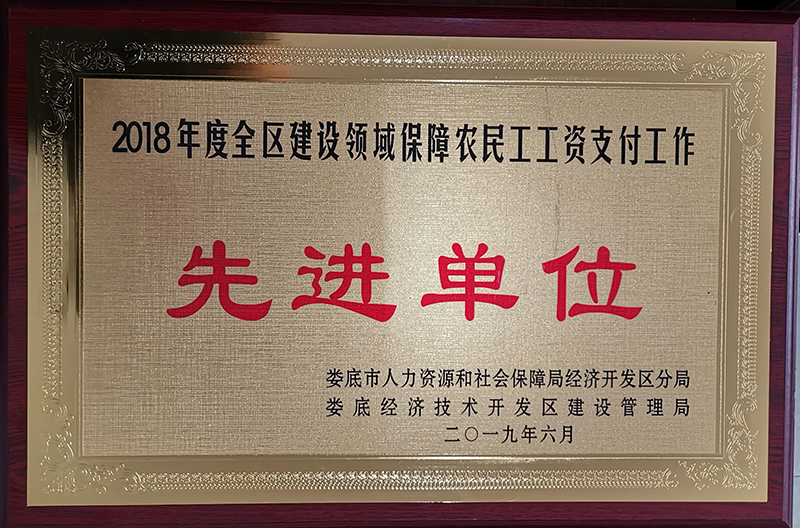 2018年度全区建设领域保障农民工工资支付工作
先进单位
娄底市人力资源和社会保障局经济开发区分局
娄底经济技术开发区建设管理局
二〇一九年六月